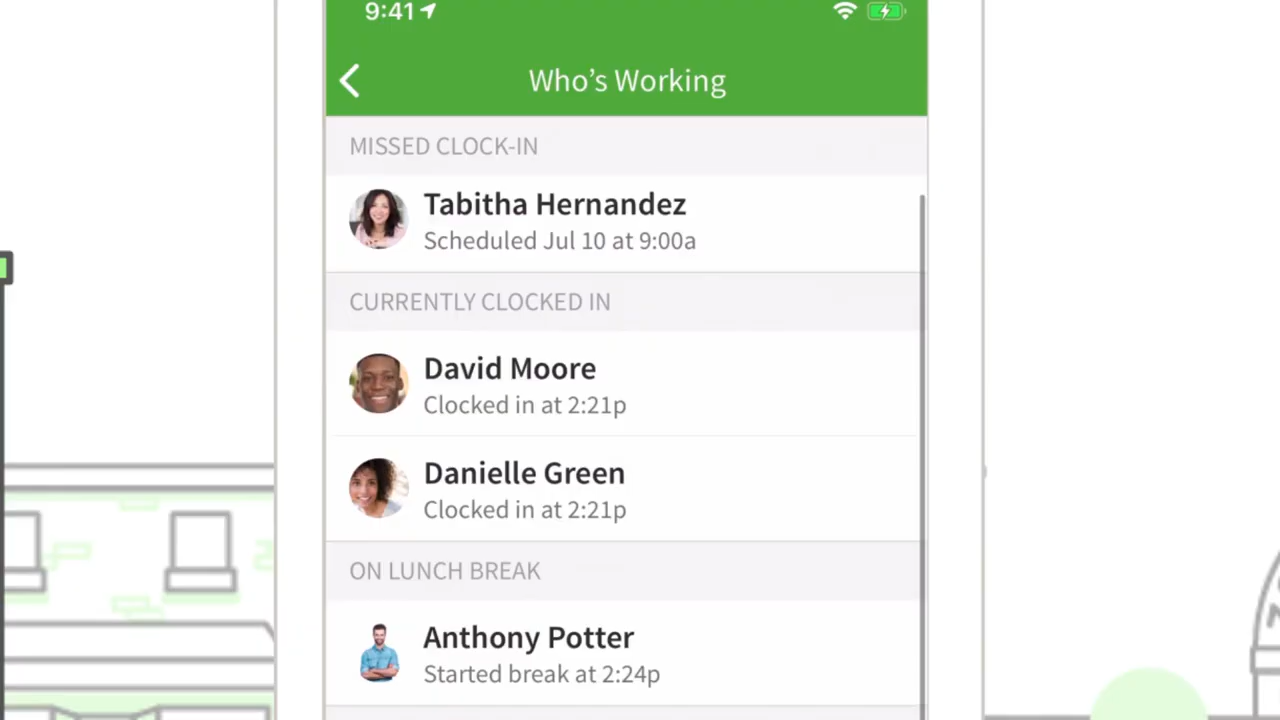 9:41
Who’s Working
MISSED CLOCK-IN
Tabitha Hernandez
Scheduled Jul 10 at 9:00a
CURRENTLY CLOCKED IN
David Moore
Clocked in at 2:21p
Danielle Green
Clocked in at 2:21p
ON LUNCH BREAK
Anthony Potter
Started break at 2:24p